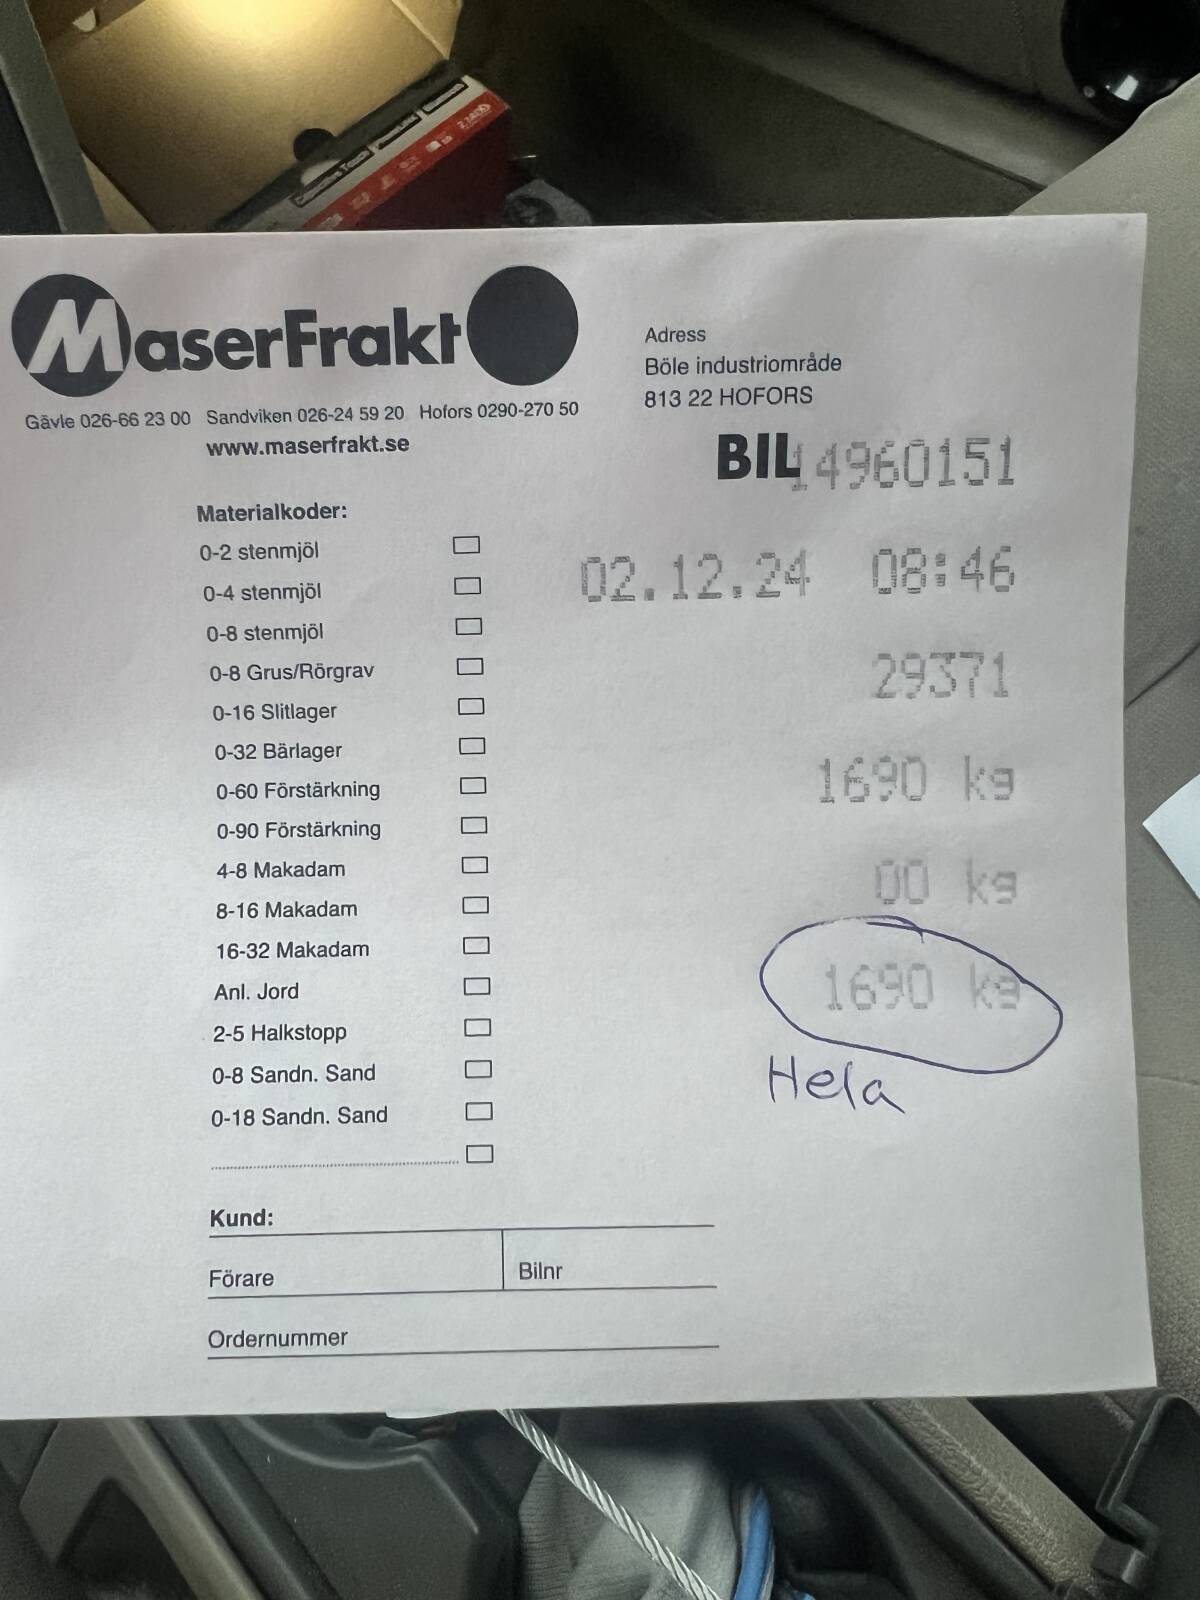 MaserFrakt
Gävle 026-66 23 00 Sandviken 026-24 59 20 Hofors 0290-270 50
www.maserfrakt.se
Adress
Böle industriområde
813 22 HOFORS
BIL 14960151
02.12.24 08:46
29371
1690 kg
00 kg
1690 kg
Hela
Materialkoder:
0-2 stenmjöl
0-4 stenmjöl
0-8 stenmjöl
0-8 Grus/Rörgrav
0-16 Slitlager
0-32 Bärlager
0-60 Förstärkning
0-90 Förstärkning
4-8 Makadam
8-16 Makadam
16-32 Makadam
Anl. Jord
2-5 Halkstopp
0-8 Sandn. Sand
0-18 Sandn. Sand
Kund:
Förare Bilnr
Ordernummer